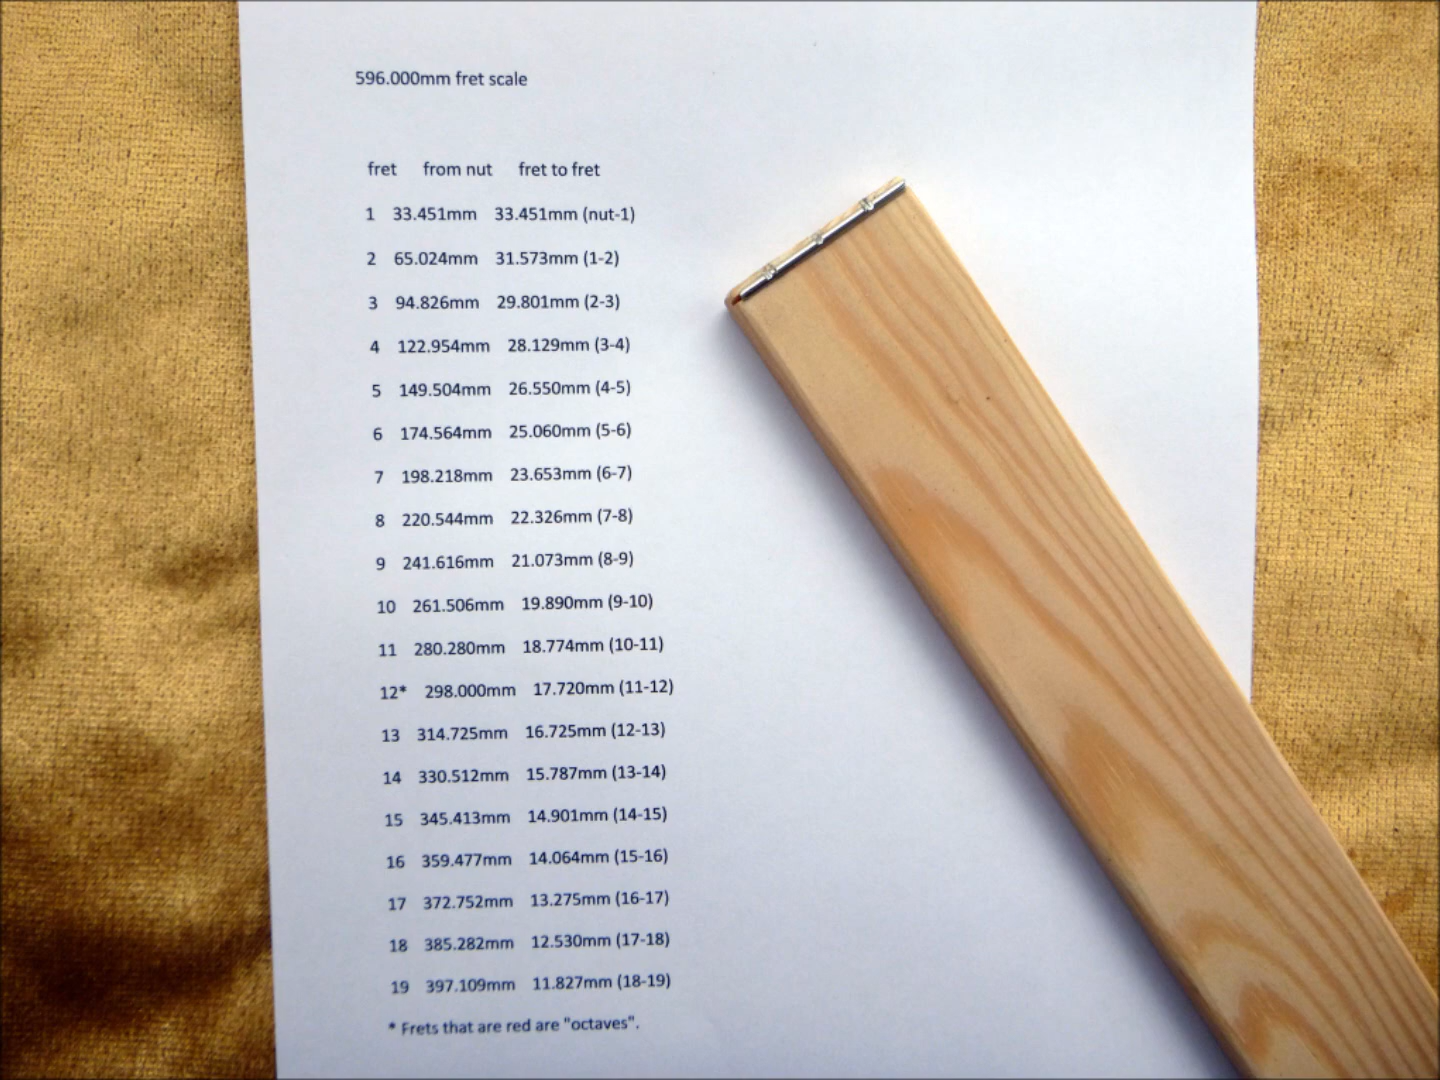 596.000mm fret scale
fret from nut fret to fret
1 33.451mm 33.451mm (nut-1)
2 65.024mm 31.573mm (1-2)
3 94.826mm 29.801mm (2-3)
4 122.954mm 28.129mm (3-4)
5 149.504mm 26.550mm (4-5)
6 174.564mm 25.060mm (5-6)
7 198.218mm 23.653mm (6-7)
8 220.544mm 22.326mm (7-8)
9 241.616mm 21.073mm (8-9)
10 261.506mm 19.890mm (9-10)
11 280.280mm 18.774mm (10-11)
12* 298.000mm 17.720mm (11-12)
13 314.725mm 16.725mm (12-13)
14 330.512mm 15.787mm (13-14)
15 345.413mm 14.901mm (14-15)
16 359.477mm 14.064mm (15-16)
17 372.752mm 13.275mm (16-17)
18 385.282mm 12.530mm (17-18)
19 397.109mm 11.827mm (18-19)
* Frets that are red are "octaves".